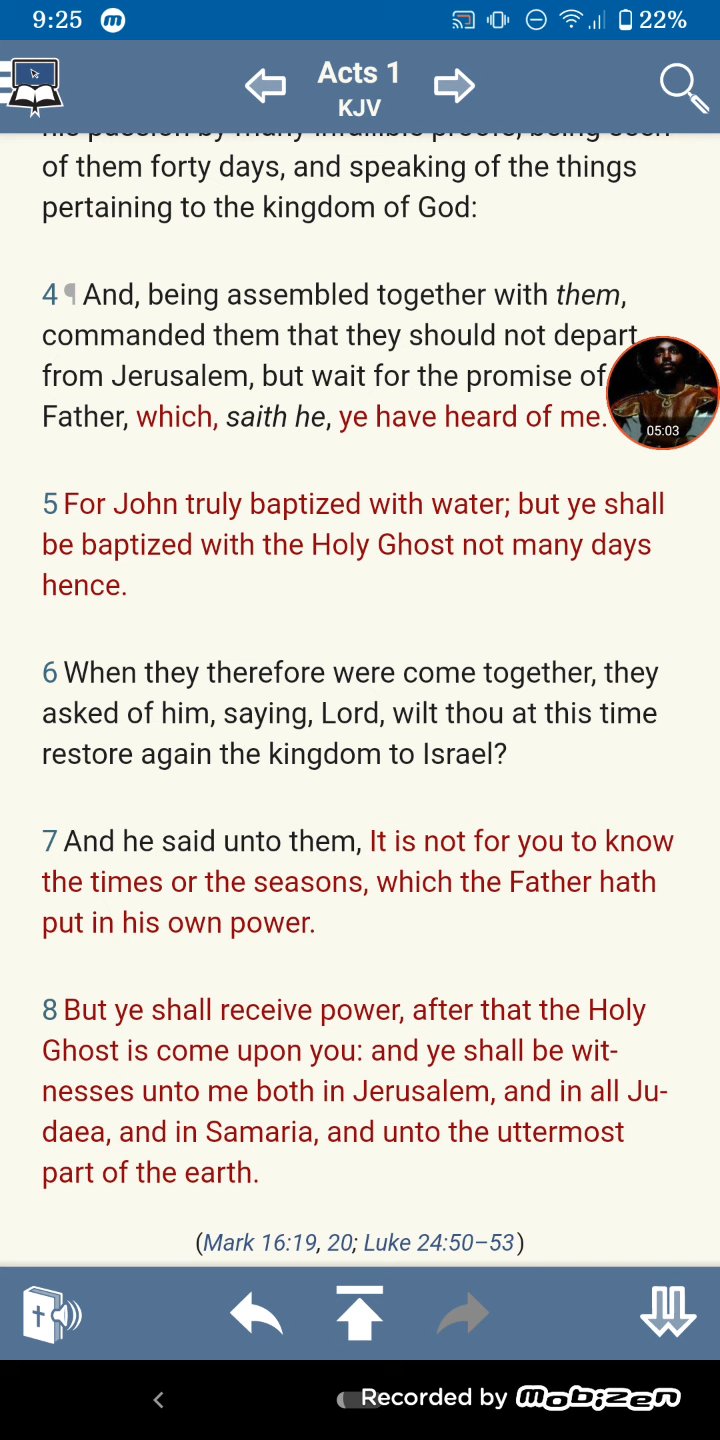 9:25 m 22%
Acts 1
KJV
his passion by many infallible proofs, being seen
of them forty days, and speaking of the things
pertaining to the kingdom of God:
4 ¶ And, being assembled together with them,
commanded them that they should not depart
from Jerusalem, but wait for the promise of
Father, which, saith he, ye have heard of me.
05:03
5 For John truly baptized with water; but ye shall
be baptized with the Holy Ghost not many days
hence.
6 When they therefore were come together, they
asked of him, saying, Lord, wilt thou at this time
restore again the kingdom to Israel?
7 And he said unto them, It is not for you to know
the times or the seasons, which the Father hath
put in his own power.
8 But ye shall receive power, after that the Holy
Ghost is come upon you: and ye shall be wit-
nesses unto me both in Jerusalem, and in all Ju-
daea, and in Samaria, and unto the uttermost
part of the earth.
(Mark 16:19, 20; Luke 24:50–53)
Recorded by Mobizen